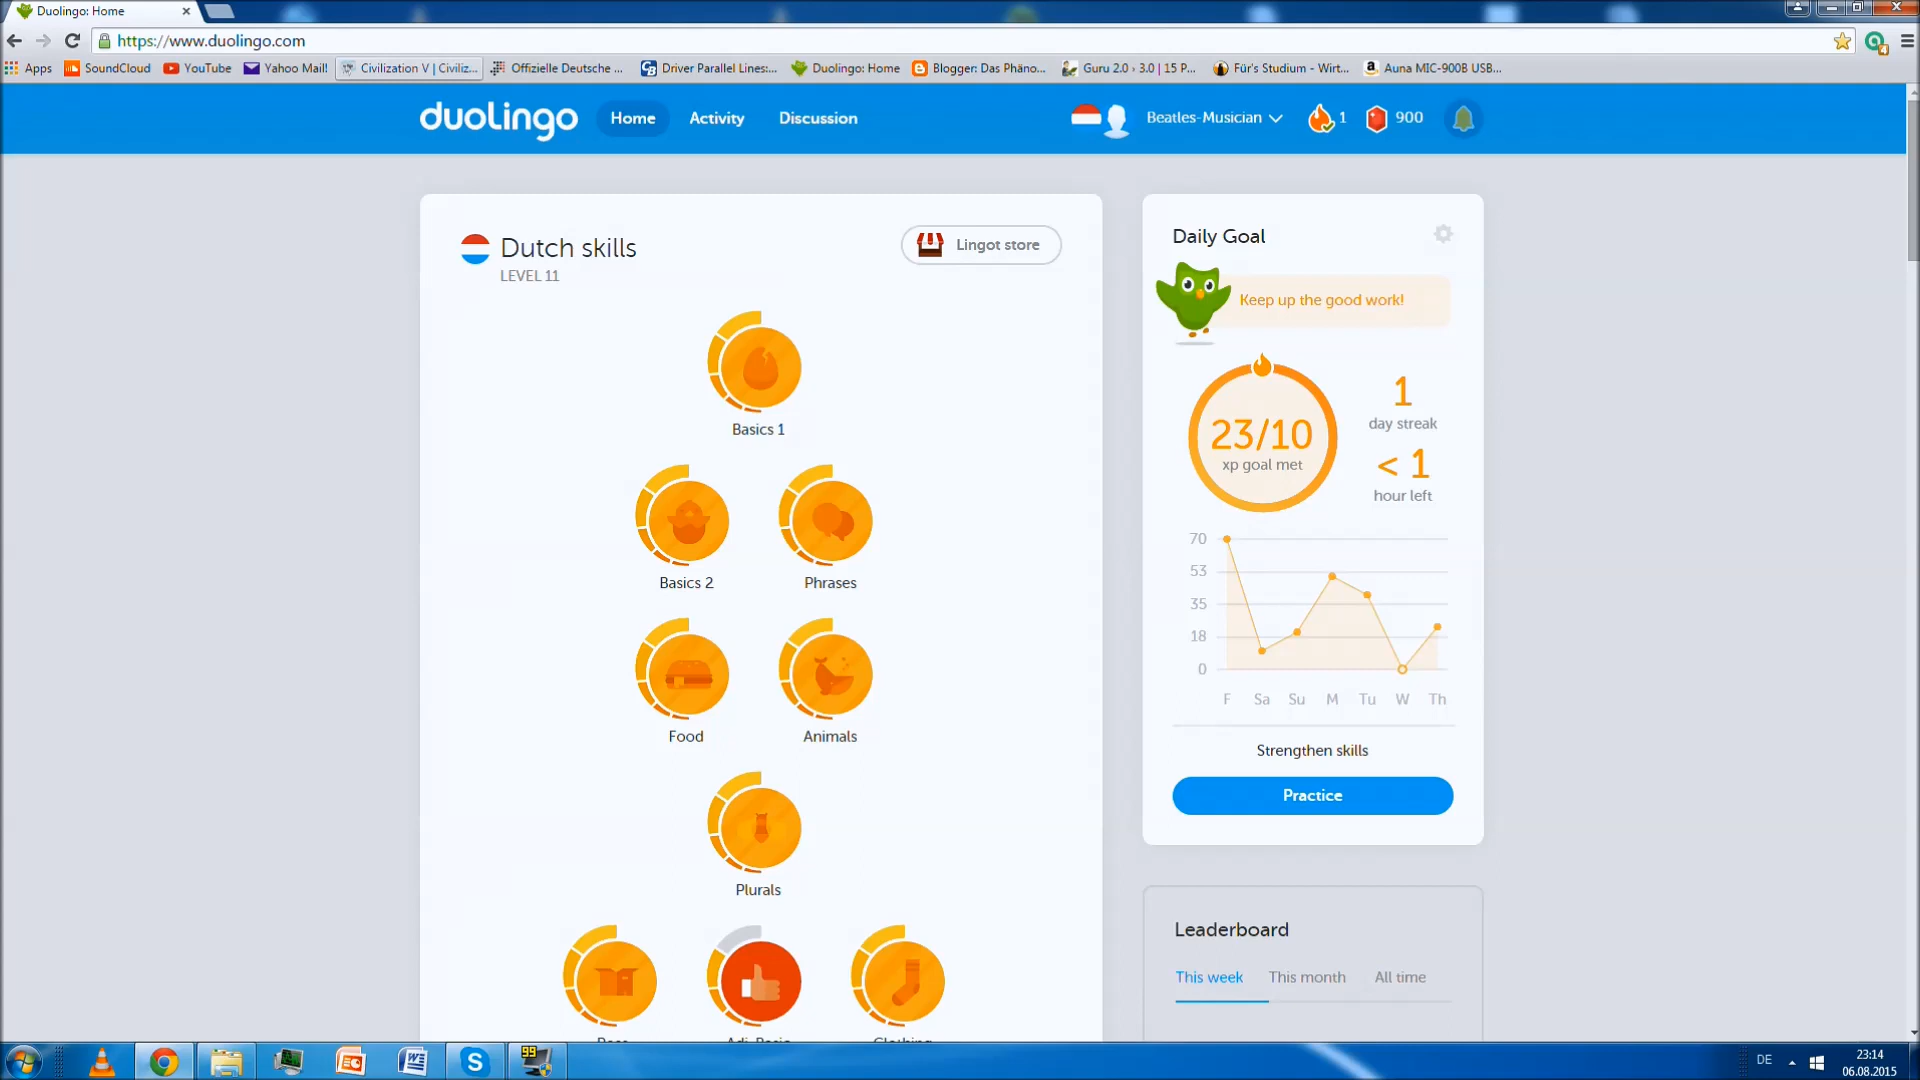 Duolingo: Home
https://www.duolingo.com
Apps SoundCloud YouTube Yahoo Mail! Civilization V | Civiliz... Offizielle Deutsche ... Driver Parallel Lines:... Duolingo: Home Blogger: Das Phäno... Guru 2.0 › 3.0 | 15 P... Für's Studium - Wirt... Auna MIC-900B USB...
duolingo Home Activity Discussion Beatles-Musician 1 900
Dutch skills
LEVEL 11
Lingot store
Basics 1
Basics 2 Phrases
Food Animals
Plurals
Daily Goal
Keep up the good work!
23/10
xp goal met
1
day streak
< 1
hour left
70
53
35
18
0
F Sa Su M Tu W Th
Strengthen skills
Practice
Leaderboard
This week This month All time
99
DE
23:14
06.08.2015